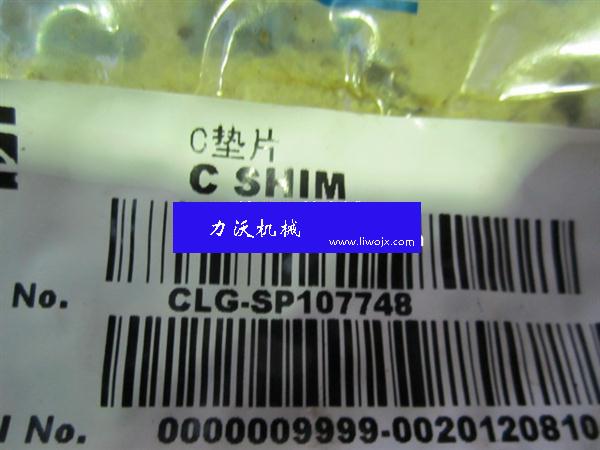 C垫片
C SHIM
力沃机械
www.liwojx.com
No. CLG-SP107748
No. 0000009999-0020120810